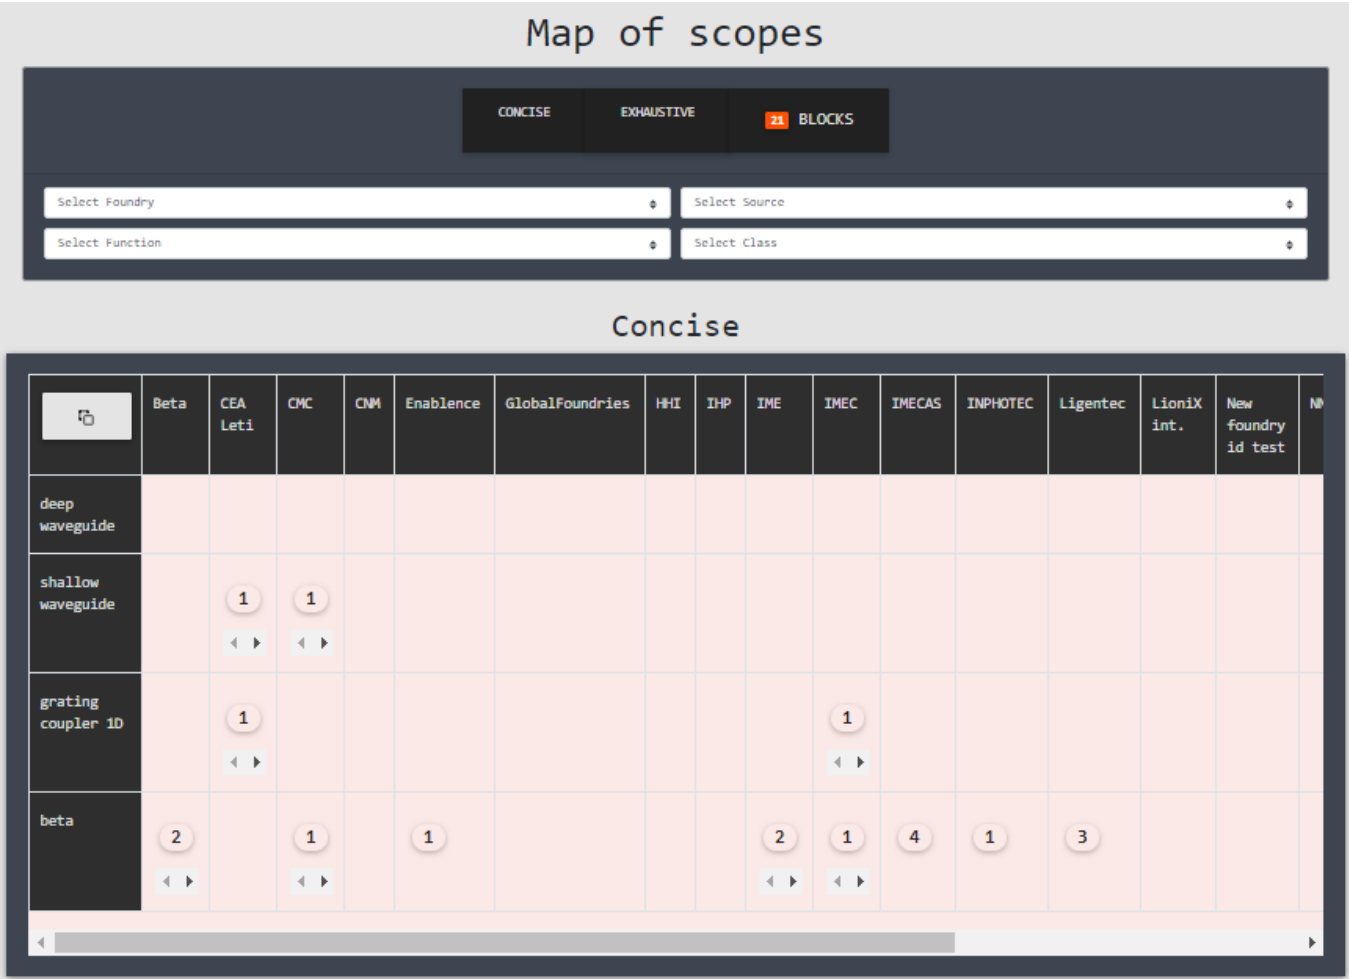 Map of scopes
CONCISE EXHAUSTIVE 21 BLOCKS
Select Foundry Select Source
Select Function Select Class
Concise
Beta CEA CMC CNM Enablence GlobalFoundries HHI IHP IME IMEC IMECAS INPHOTEC Ligentec LioniX New
Leti int. foundry
id test
deep
waveguide
shallow
waveguide
1 1
grating
coupler 1D
1 1
beta
2 1 1 2 1 4 1 3